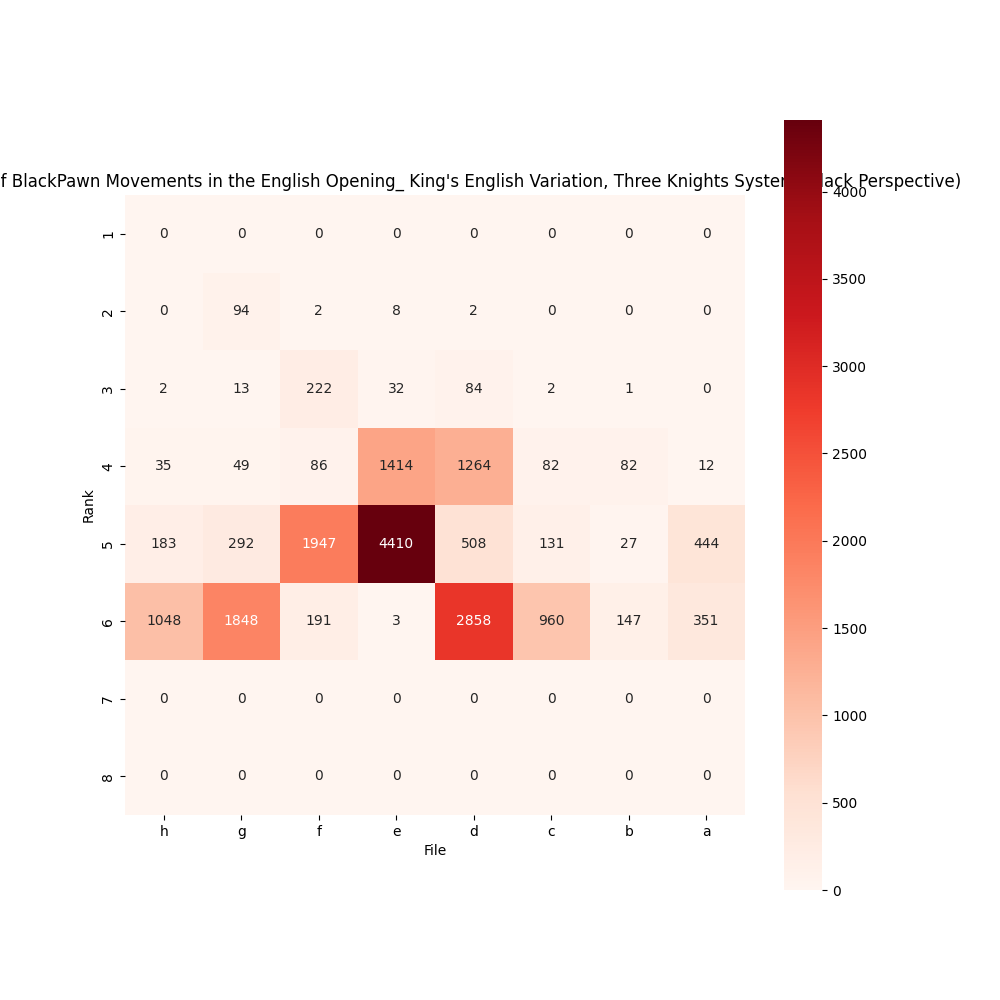 f BlackPawn Movements in the English Opening_ King's English Variation, Three Knights System lack Perspective)
1 0 0 0 0 0 0 0 0
2 0 94 2 8 2 0 0 0
3 2 13 222 32 84 2 1 0
4 35 49 86 1414 1264 82 82 12
Rank
5 183 292 1947 4410 508 131 27 444
6 1048 1848 191 3 2858 960 147 351
7 0 0 0 0 0 0 0 0
8 0 0 0 0 0 0 0 0
h g f e d c b a
File
4000
3500
3000
2500
2000
1500
1000
500
0